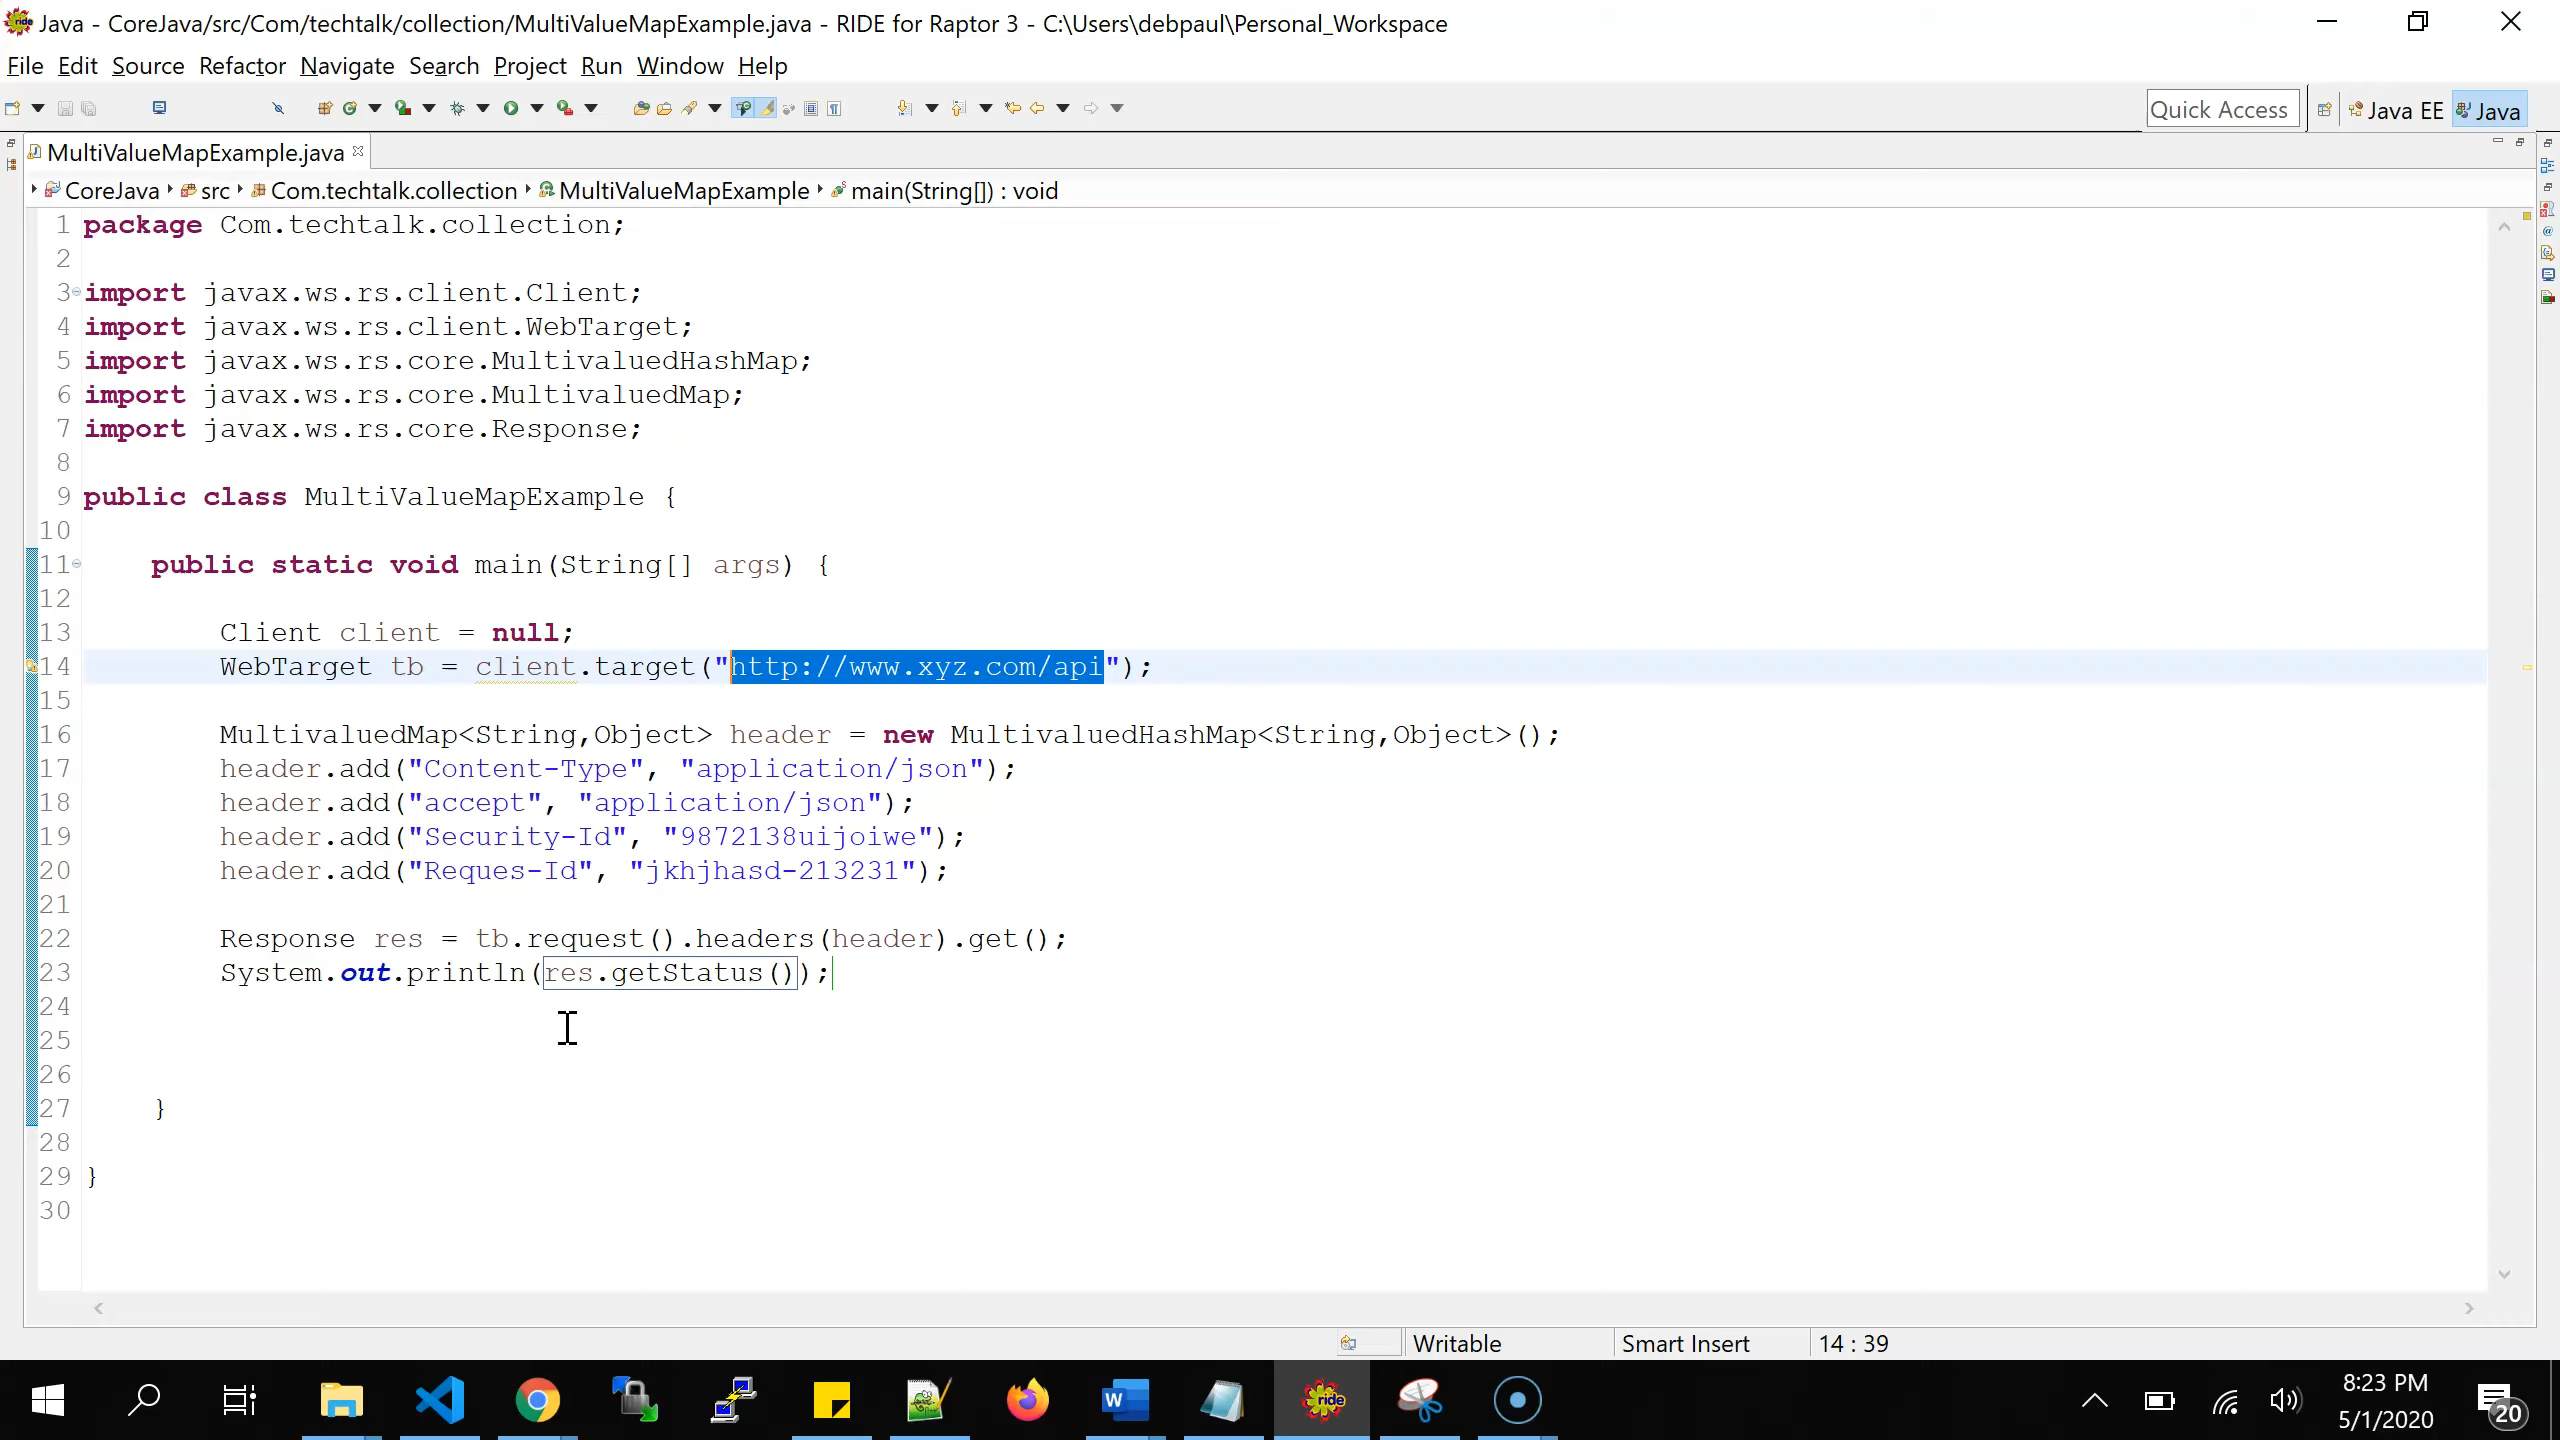 Java - CoreJava/src/Com/techtalk/collection/MultiValueMapExample.java - RIDE for Raptor 3 - C:\Users\debpaul\Personal_Workspace
File Edit Source Refactor Navigate Search Project Run Window Help
Quick Access Java EE Java
MultiValueMapExample.java
CoreJava src Com.techtalk.collection MultiValueMapExample main(String[]) : void
1 package Com.techtalk.collection;
2
3 import javax.ws.rs.client.Client;
4 import javax.ws.rs.client.WebTarget;
5 import javax.ws.rs.core.MultivaluedHashMap;
6 import javax.ws.rs.core.MultivaluedMap;
7 import javax.ws.rs.core.Response;
8
9 public class MultiValueMapExample {
10
11 public static void main(String[] args) {
12
13 Client client = null;
14 WebTarget tb = client.target("http://www.xyz.com/api");
15
16 MultivaluedMap<String,Object> header = new MultivaluedHashMap<String,Object>();
17 header.add("Content-Type", "application/json");
18 header.add("accept", "application/json");
19 header.add("Security-Id", "9872138uijoiwe");
20 header.add("Reques-Id", "jkhjhasd-213231");
21
22 Response res = tb.request().headers(header).get();
23 System.out.println(res.getStatus());
24
25
26
27 }
28
29 }
30
Writable Smart Insert 14 : 39
ride
8:23 PM
5/1/2020
20